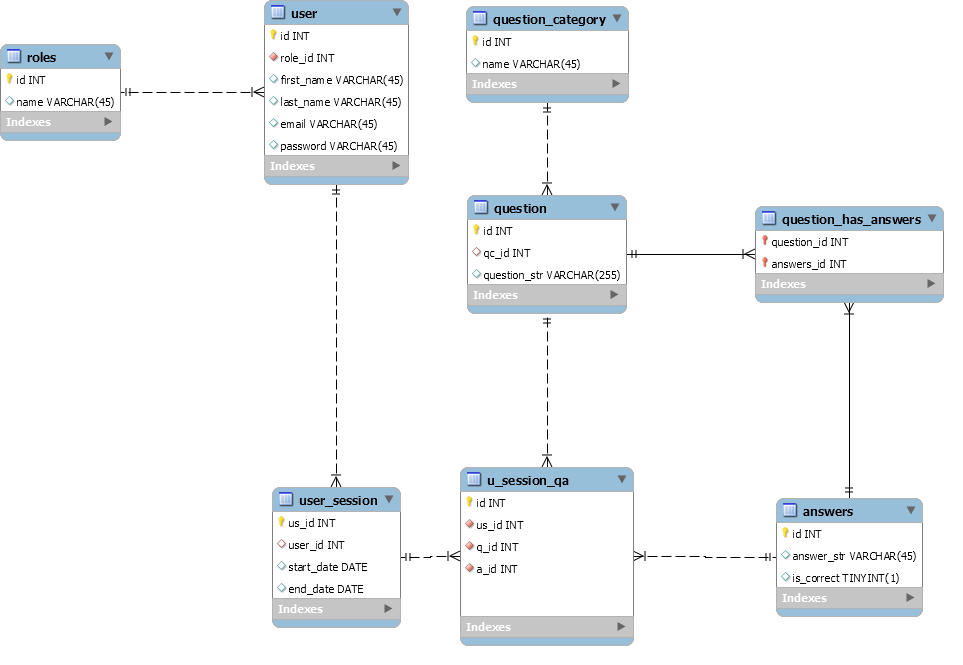 roles
id INT
name VARCHAR(45)
Indexes
user
id INT
role_id INT
first_name VARCHAR(45)
last_name VARCHAR(45)
email VARCHAR(45)
password VARCHAR(45)
Indexes
question_category
id INT
name VARCHAR(45)
Indexes
question
id INT
qc_id INT
question_str VARCHAR(255)
Indexes
question_has_answers
question_id INT
answers_id INT
Indexes
user_session
us_id INT
user_id INT
start_date DATE
end_date DATE
Indexes
u_session_qa
id INT
us_id INT
q_id INT
a_id INT
Indexes
answers
id INT
answer_str VARCHAR(45)
is_correct TINYINT(1)
Indexes